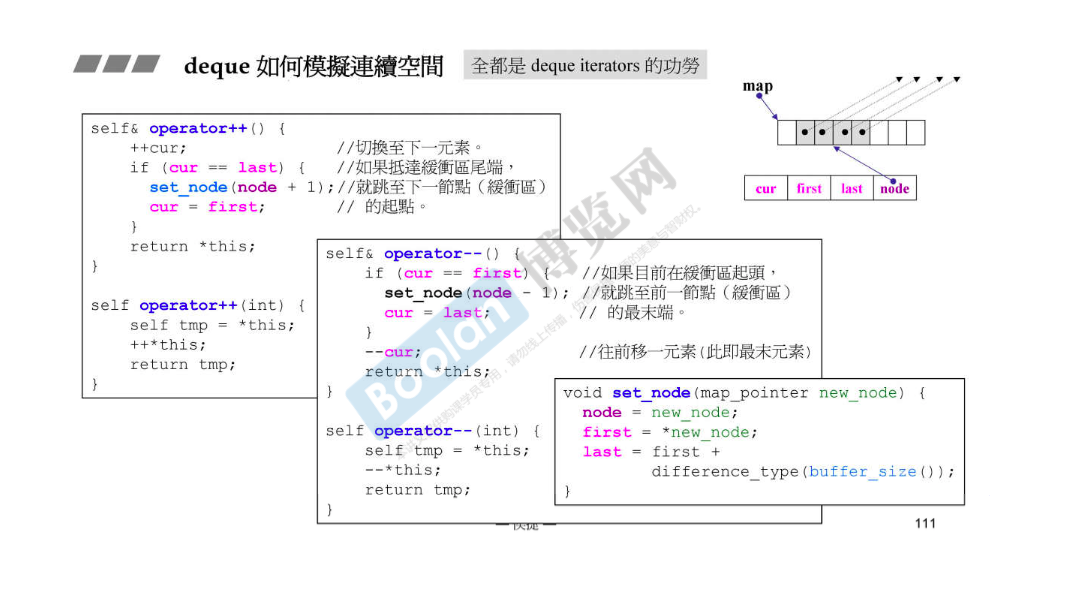 deque 如何模擬連續空間
全都是 deque iterators 的功勞
map
cur first last node
self& operator++() {
++cur; //切換至下一元素。
if (cur == last) { //如果抵達緩衝區尾端，
set_node(node + 1);//就跳至下一節點（緩衝區）
cur = first; // 的起點。
}
return *this;
}
self operator++(int) {
self tmp = *this;
++*this;
return tmp;
}
self& operator--() {
if (cur == first) { //如果目前在緩衝區起頭，
set_node(node - 1); //就跳至前一節點（緩衝區）
cur = last; // 的最末端。
}
--cur; //往前移一元素(此即最末元素)
return *this;
}
self operator--(int) {
self tmp = *this;
--*this;
return tmp;
}
void set_node(map_pointer new_node) {
node = new_node;
first = *new_node;
last = first +
difference_type(buffer_size());
}
Boolan 博览网
111